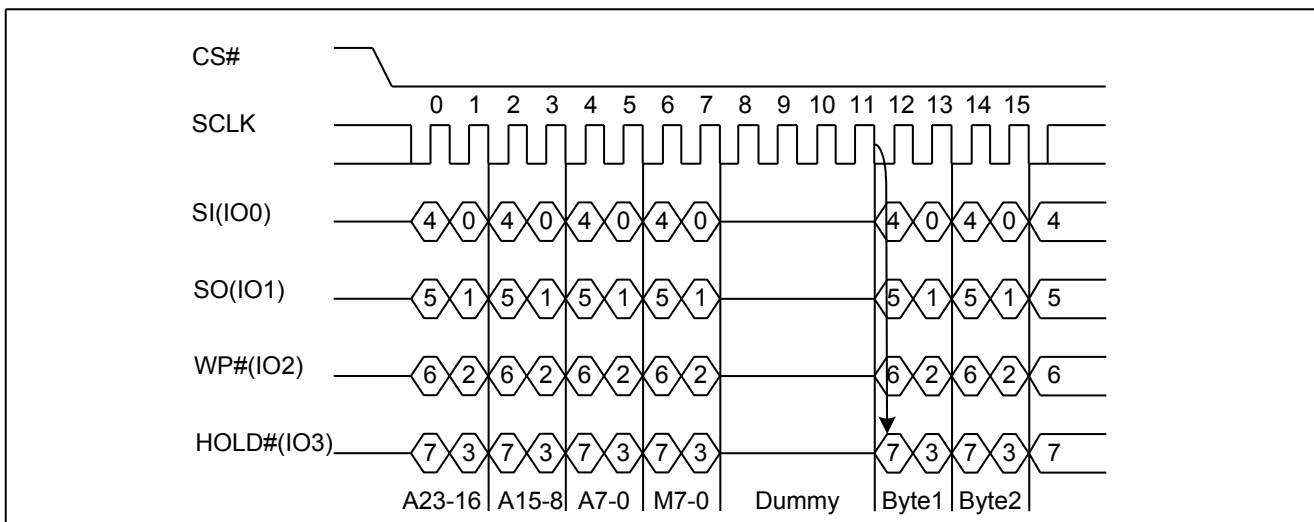 CS#
0 1 2 3 4 5 6 7 8 9 10 11 12 13 14 15
SCLK
SI(IO0) 4 0 4 0 4 0 4 0 4 0 4 0 4
SO(IO1) 5 1 5 1 5 1 5 1 5 1 5 1 5
WP#(IO2) 6 2 6 2 6 2 6 2 6 2 6 2 6
HOLD#(IO3) 7 3 7 3 7 3 7 3 7 3 7 3 7
A23-16 A15-8 A7-0 M7-0 Dummy Byte1 Byte2